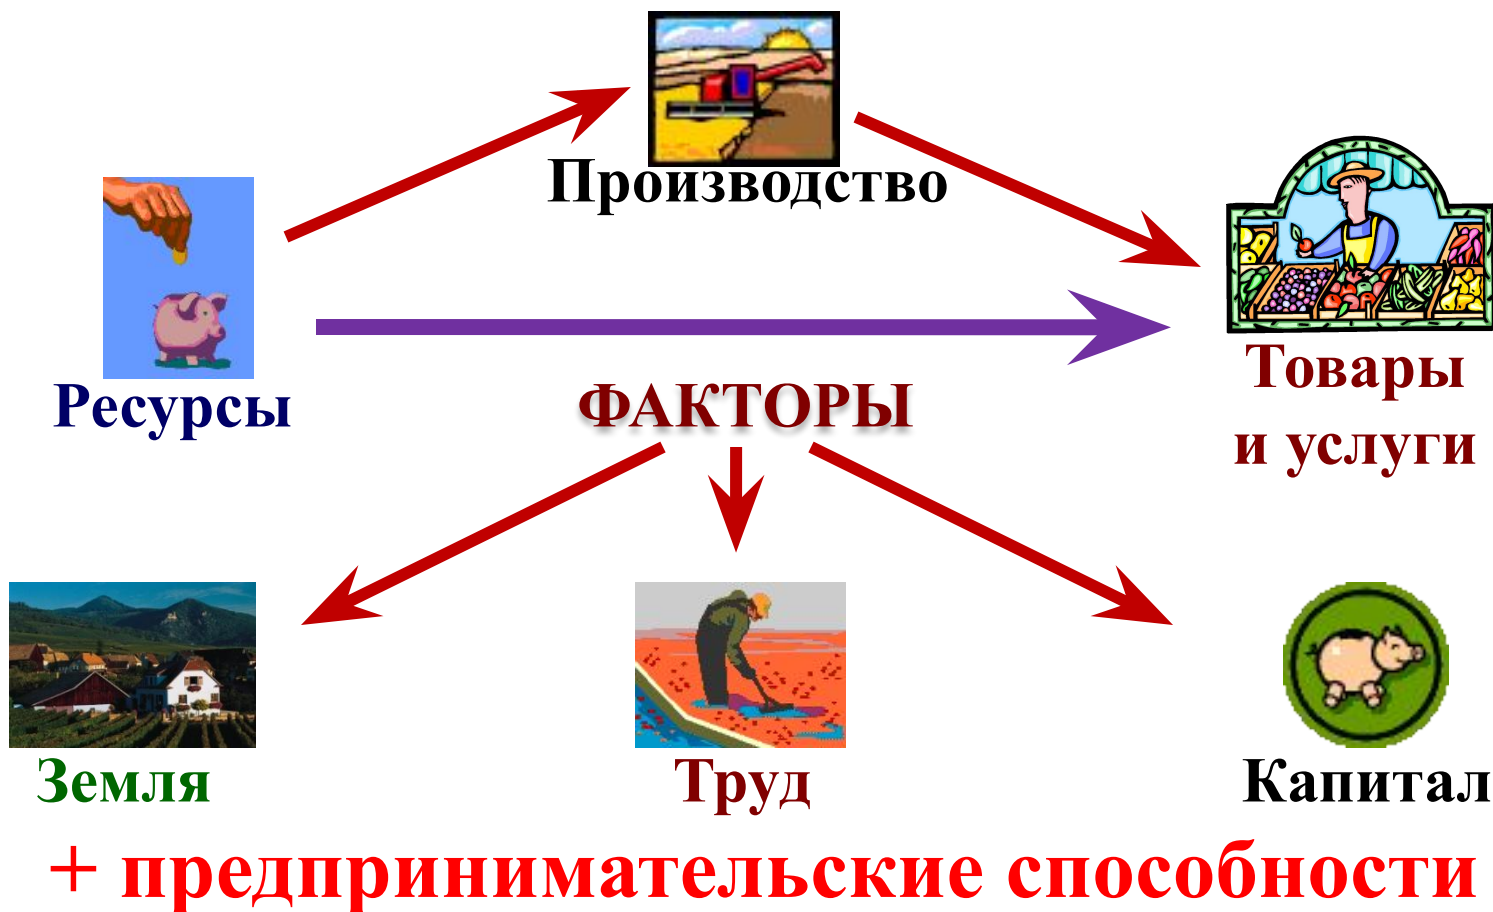 Производство
Ресурсы
ФАКТОРЫ
Товары
и услуги
Земля
Труд
Капитал
+ предпринимательские способности